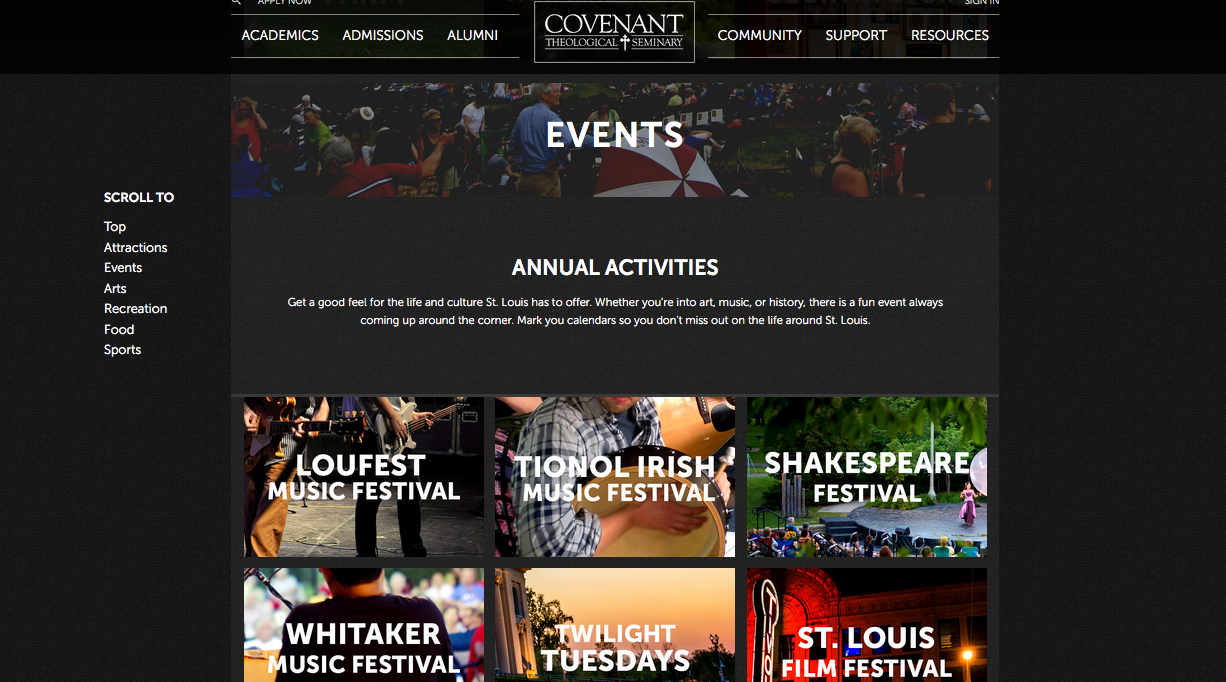 APPLY NOW
SIGN IN
ACADEMICS
ADMISSIONS
ALUMNI
COVENANT
THEOLOGICAL SEMINARY
COMMUNITY
SUPPORT
RESOURCES
EVENTS
SCROLL TO
Top
Attractions
Events
Arts
Recreation
Food
Sports
ANNUAL ACTIVITIES
Get a good feel for the life and culture St. Louis has to offer. Whether you're into art, music, or history, there is a fun event always
coming up around the corner. Mark you calendars so you don't miss out on the life around St. Louis.
LOUFEST
MUSIC FESTIVAL
TIONOL IRISH
MUSIC FESTIVAL
SHAKESPEARE
FESTIVAL
WHITAKER
MUSIC FESTIVAL
TWILIGHT
TUESDAYS
ST. LOUIS
FILM FESTIVAL